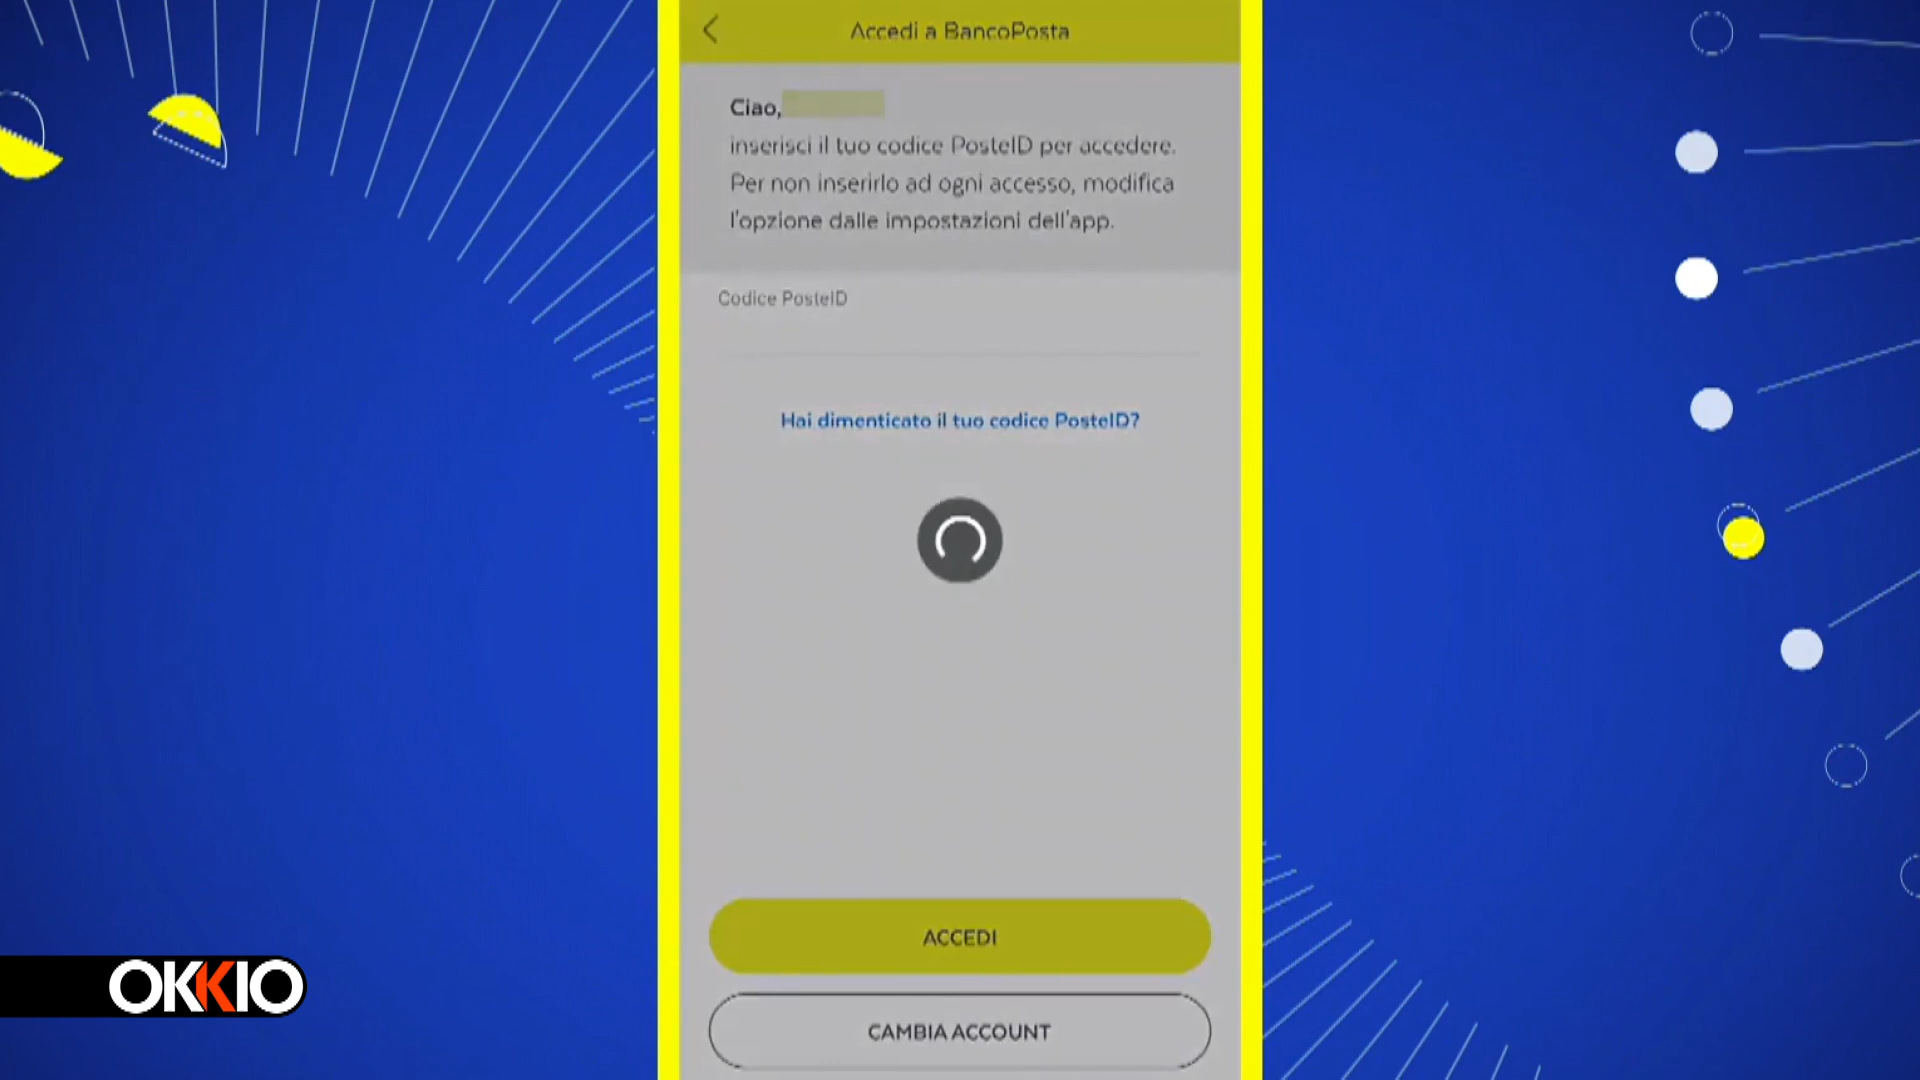 Accedi a BancoPosta
Ciao,
inserisci il tuo codice PosteID per accedere.
Per non inserirlo ad ogni accesso, modifica
l'opzione dalle impostazioni dell'app.
Codice PosteID
Hai dimenticato il tuo codice PosteID?
ACCEDI
CAMBIA ACCOUNT
OKKIO